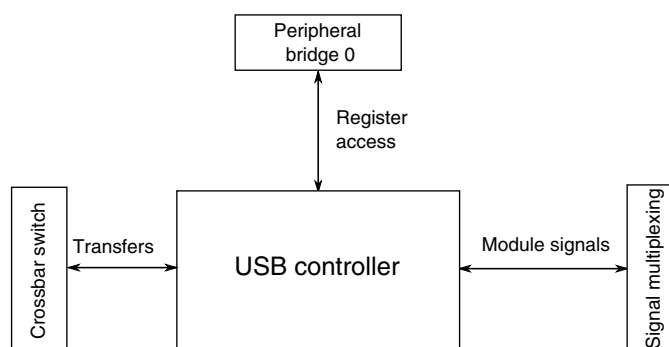 Peripheral
bridge 0
Register
access
Crossbar switch
Transfers
USB controller
Module signals
Signal multiplexing